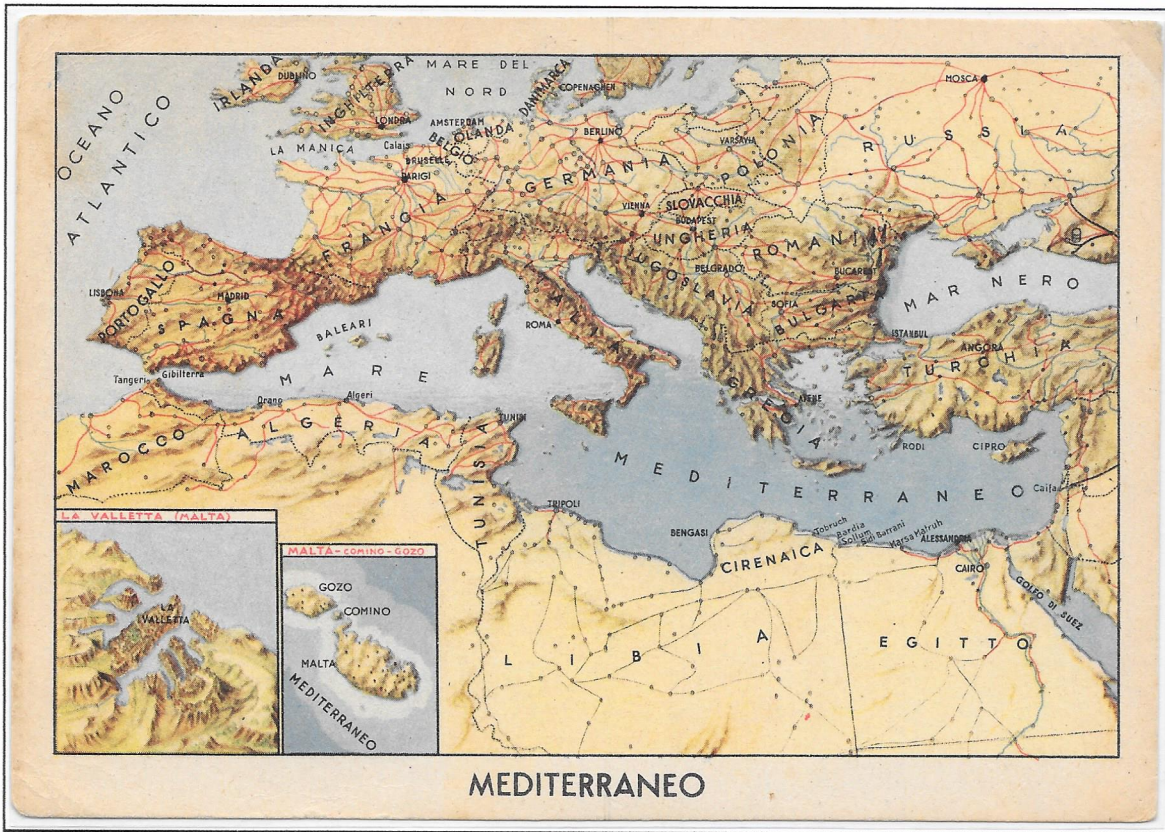 OCEANO
ATLANTICO
IRLANDA
DUBLINO
INGHILTERRA
LONDRA
LA MANICA
MARE DEL
NORD
DANIMARCA
COPENAGHEN
AMSTERDAM
OLANDA
BELGIO
BRUSELLE
Calais
PARIGI
FRANCIA
BERLINO
GERMANIA
VARSAVIA
POLONIA
MOSCA
RUSSIA
VIENNA
SLOVACCHIA
BUDAPEST
UNGHERIA
ROMANIA
BUCAREST
JUGOSLAVIA
BELGRADO
SOFIA
BULGARIA
MAR NERO
ISTANBUL
ANGORA
TURCHIA
LISBONA
PORTOGALLO
MADRID
SPAGNA
BALEARI
ITALIA
ROMA
GRECIA
ATENE
RODI
CIPRO
Tangeri
Gibilterra
MARE
MEDITERRANEO
Orano
Algeri
TUNISI
MAROCCO
ALGERIA
TUNISIA
TRIPOLI
BENGASI
CIRENAICA
Tobruch
Bardia
Sollum
Sidi Barrani
Marsa Matruh
ALESSANDRIA
CAIRO
Caifa
GOLFO DI SUEZ
LIBIA
EGITTO
LA VALLETTA (MALTA)
LA
VALLETTA
MALTA-COMINO-GOZO
GOZO
COMINO
MALTA
MEDITERRANEO
MEDITERRANEO